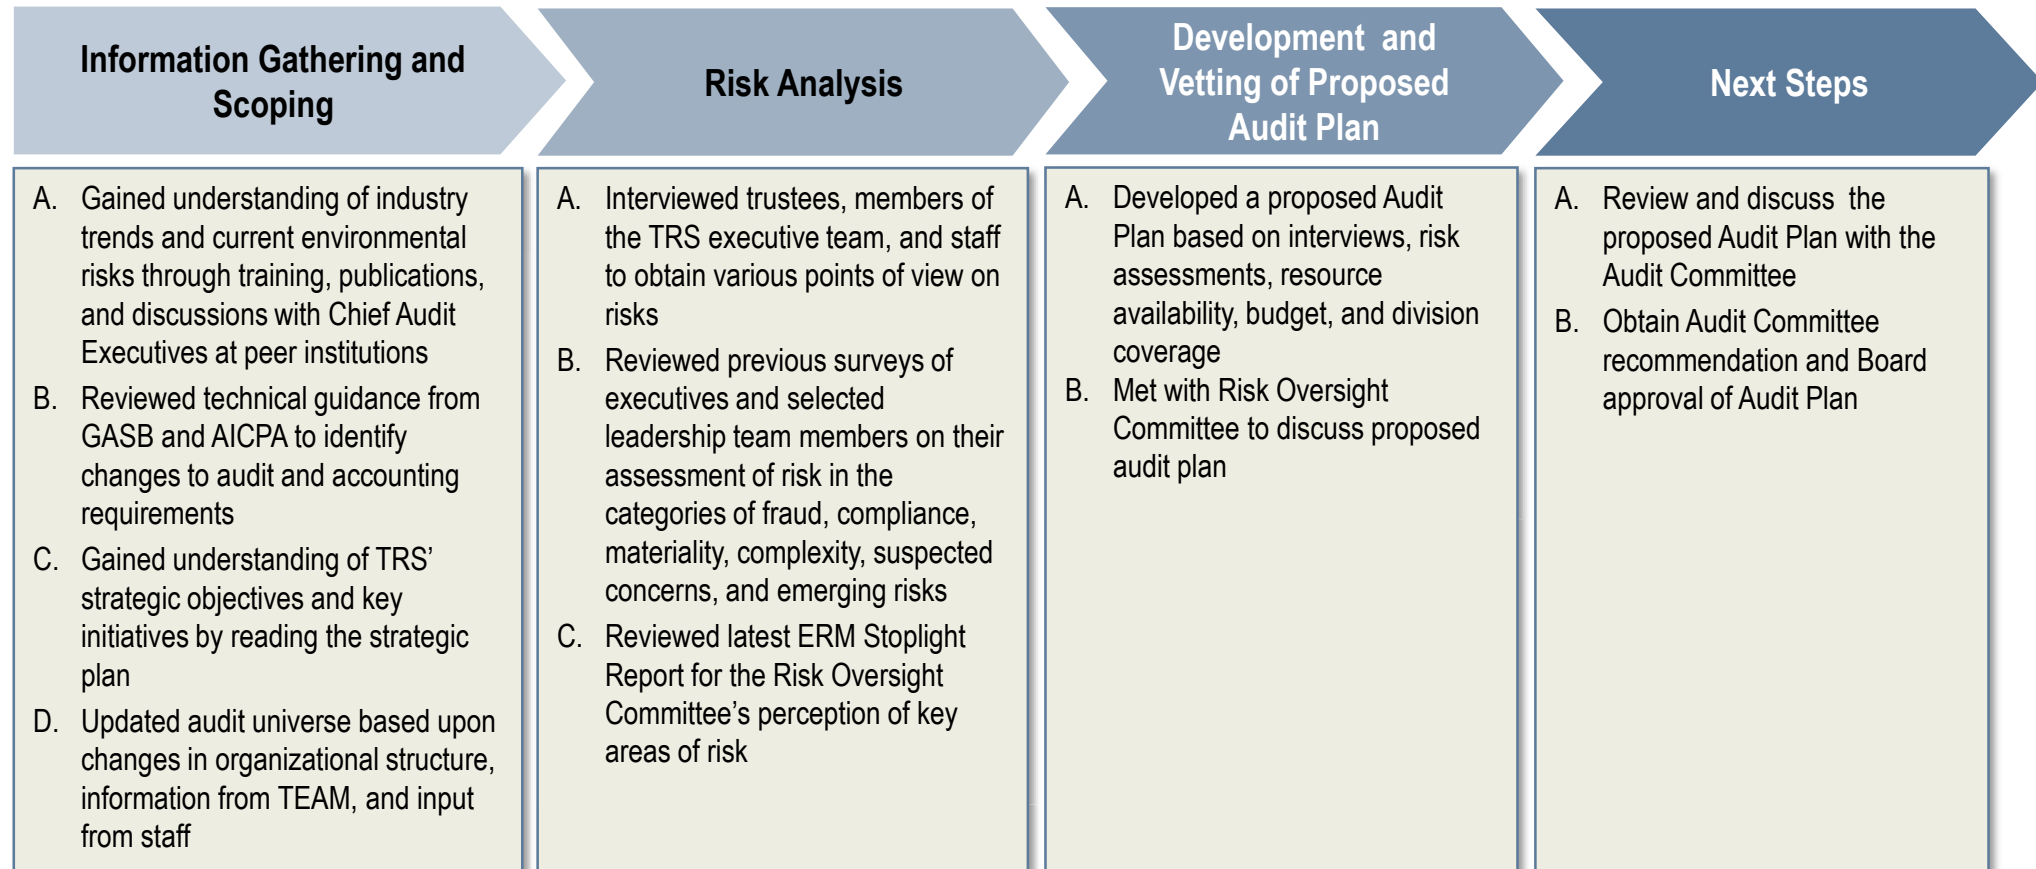 Information Gathering and
Scoping
A. Gained understanding of industry
trends and current environmental
risks through training, publications,
and discussions with Chief Audit
Executives at peer institutions
B. Reviewed technical guidance from
GASB and AICPA to identify
changes to audit and accounting
requirements
C. Gained understanding of TRS’
strategic objectives and key
initiatives by reading the strategic
plan
D. Updated audit universe based upon
changes in organizational structure,
information from TEAM, and input
from staff
Risk Analysis
A. Interviewed trustees, members of
the TRS executive team, and staff
to obtain various points of view on
risks
B. Reviewed previous surveys of
executives and selected
leadership team members on their
assessment of risk in the
categories of fraud, compliance,
materiality, complexity, suspected
concerns, and emerging risks
C. Reviewed latest ERM Stoplight
Report for the Risk Oversight
Committee’s perception of key
areas of risk
Development and
Vetting of Proposed
Audit Plan
A. Developed a proposed Audit
Plan based on interviews, risk
assessments, resource
availability, budget, and division
coverage
B. Met with Risk Oversight
Committee to discuss proposed
audit plan
Next Steps
A. Review and discuss the
proposed Audit Plan with the
Audit Committee
B. Obtain Audit Committee
recommendation and Board
approval of Audit Plan